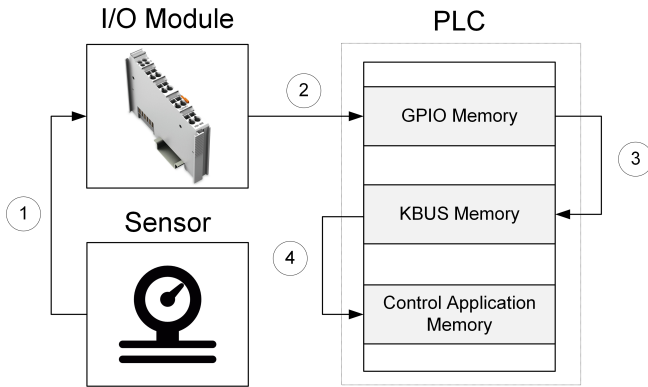 I/O Module
PLC
2
GPIO Memory
3
1
Sensor
KBUS Memory
4
Control Application
Memory